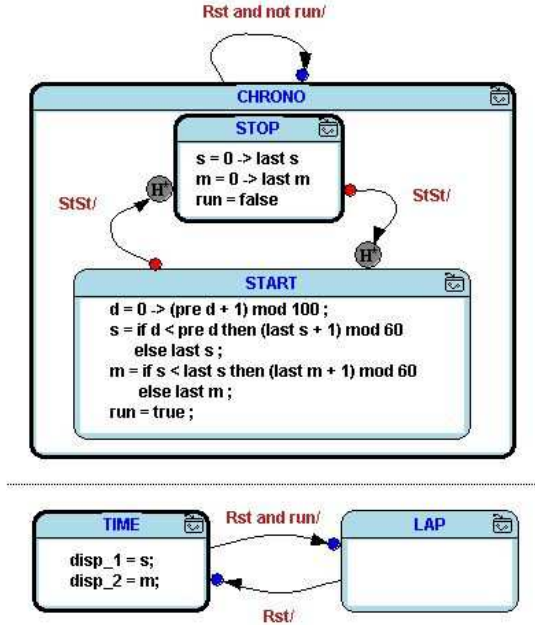 Rst and not run/
CHRONO
STOP
s = 0 -> last s
m = 0 -> last m
run = false
H*
StSt/
StSt/
H*
START
d = 0 -> (pre d + 1) mod 100 ;
s = if d < pre d then (last s + 1) mod 60
else last s ;
m = if s < last s then (last m + 1) mod 60
else last m ;
run = true ;
TIME
Rst and run/
LAP
disp_1 = s;
disp_2 = m;
Rst/